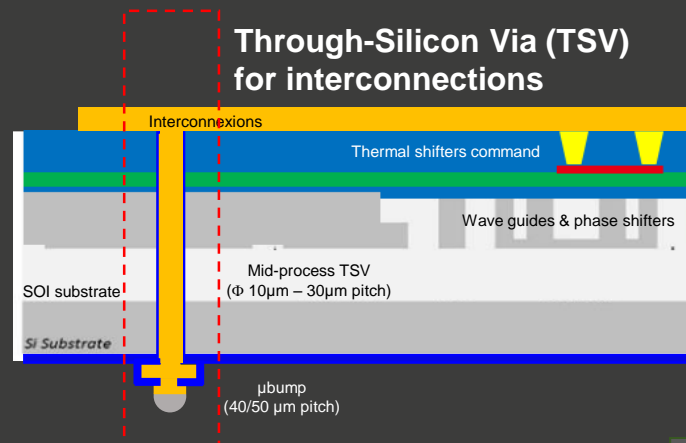 Through-Silicon Via (TSV)
for interconnections
Interconnexions
Thermal shifters command
Wave guides & phase shifters
Mid-process TSV
(Φ 10µm – 30µm pitch)
SOI substrate
Si Substrate
µbump
(40/50 µm pitch)